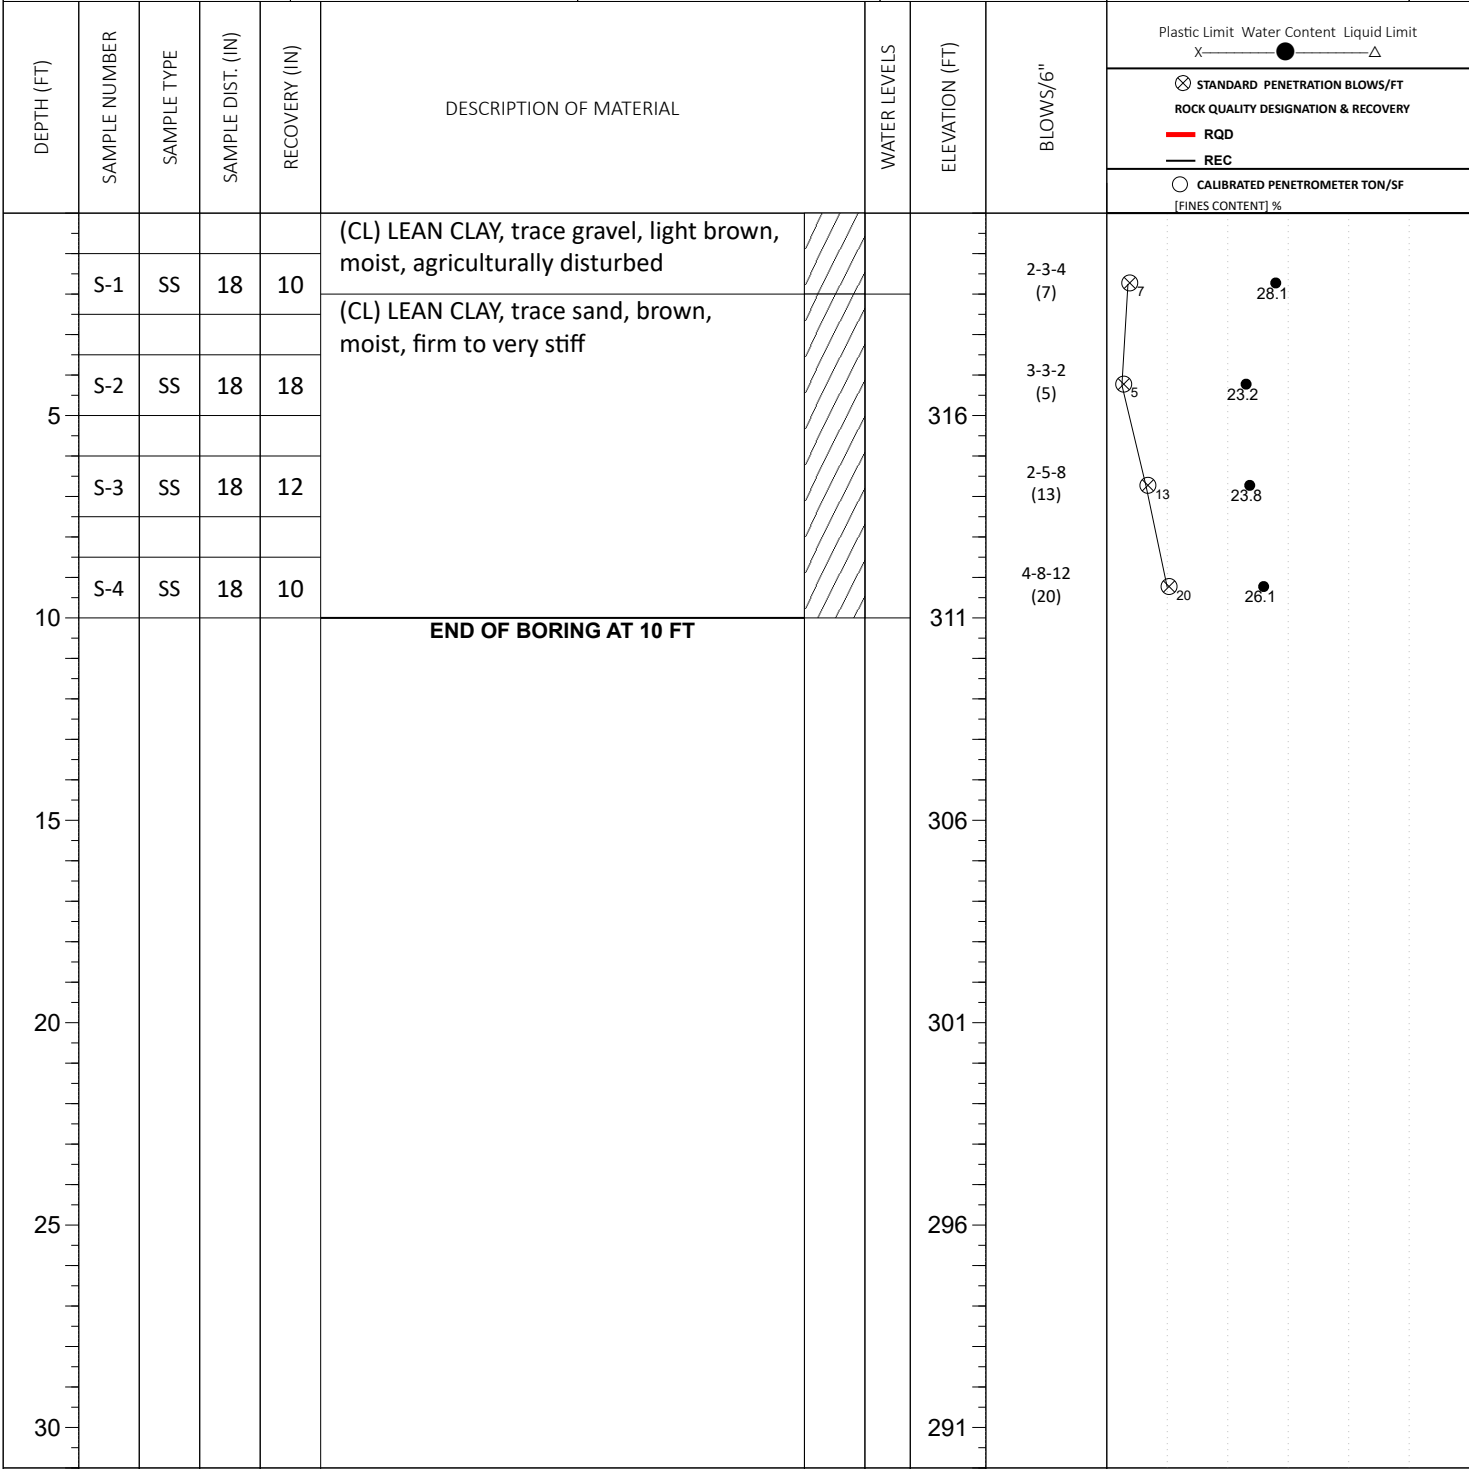 DEPTH (FT)
SAMPLE NUMBER
SAMPLE TYPE
SAMPLE DIST. (IN)
RECOVERY (IN)
DESCRIPTION OF MATERIAL
WATER LEVELS
ELEVATION (FT)
BLOWS/6"
Plastic Limit Water Content Liquid Limit
X △
STANDARD PENETRATION BLOWS/FT
ROCK QUALITY DESIGNATION & RECOVERY
RQD
REC
CALIBRATED PENETROMETER TON/SF
[FINES CONTENT] %
(CL) LEAN CLAY, trace gravel, light brown,
moist, agriculturally disturbed
S-1 SS 18 10
2-3-4
(7)
7
28.1
(CL) LEAN CLAY, trace sand, brown,
moist, firm to very stiff
S-2 SS 18 18
3-3-2
(5)
5
23.2
5
316
S-3 SS 18 12
2-5-8
(13)
13
23.8
S-4 SS 18 10
4-8-12
(20)
20
26.1
10
311
END OF BORING AT 10 FT
15
306
20
301
25
296
30
291